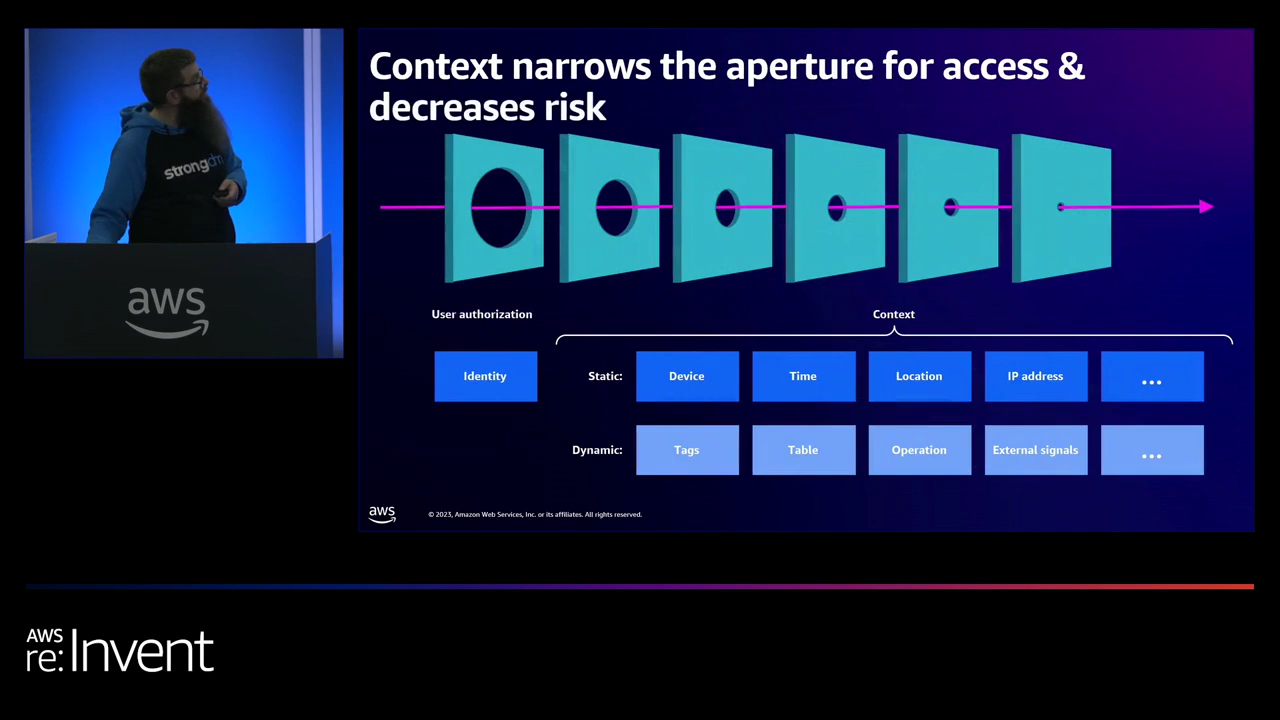 Context narrows the aperture for access &
decreases risk
strongdm
aws
User authorization
Context
Identity
Static:
Device
Time
Location
IP address
...
Dynamic:
Tags
Table
Operation
External signals
...
aws
© 2023, Amazon Web Services, Inc. or its affiliates. All rights reserved.
AWS
re:Invent